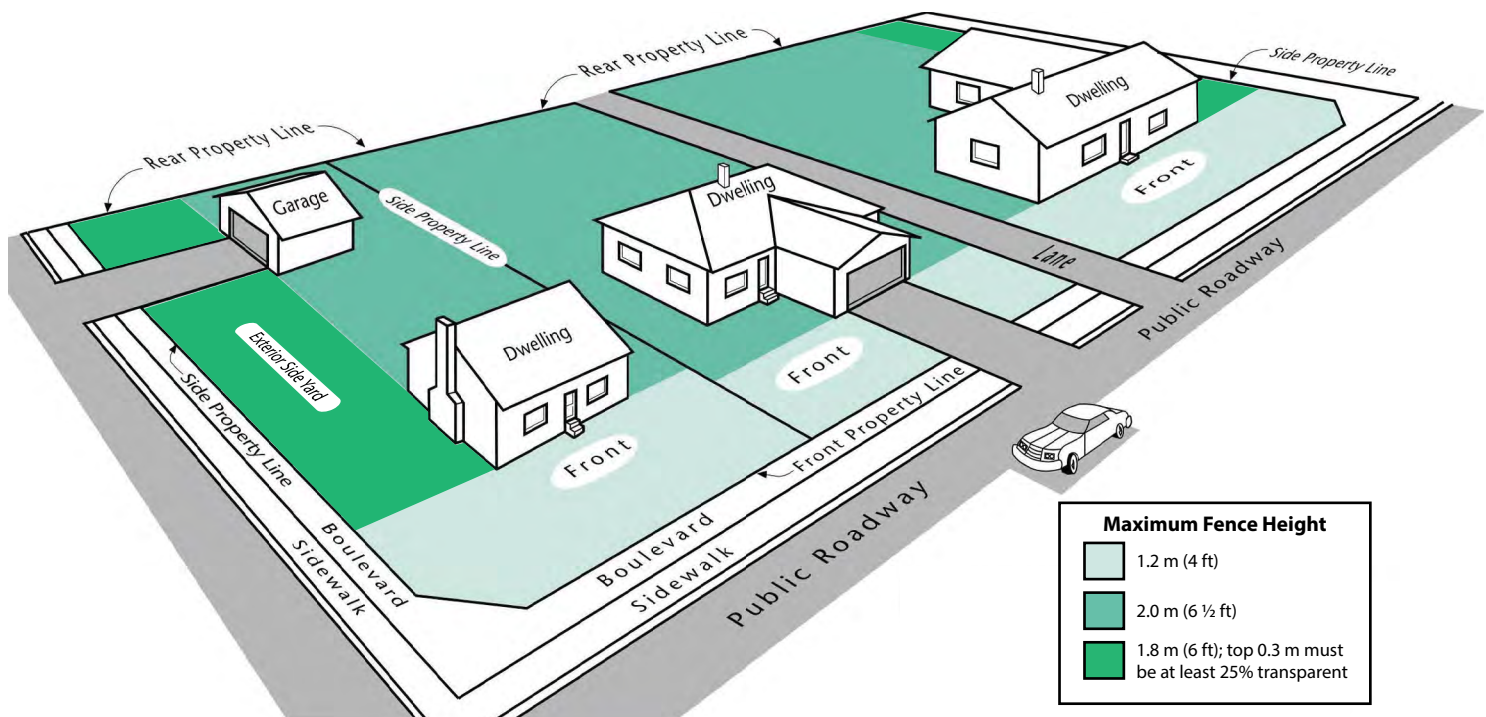 Rear Property Line
Side Property Line
Dwelling
Rear Property Line
Front
Garage
Dwelling
Side Property Line
Lane
Public Roadway
Exterior Side Yard
Dwelling
Front
Side Property Line
Front
Front Property Line
Boulevard
Sidewalk
Boulevard
Sidewalk
Public Roadway
Maximum Fence Height
1.2 m (4 ft)
2.0 m (6 ½ ft)
1.8 m (6 ft); top 0.3 m must
be at least 25% transparent